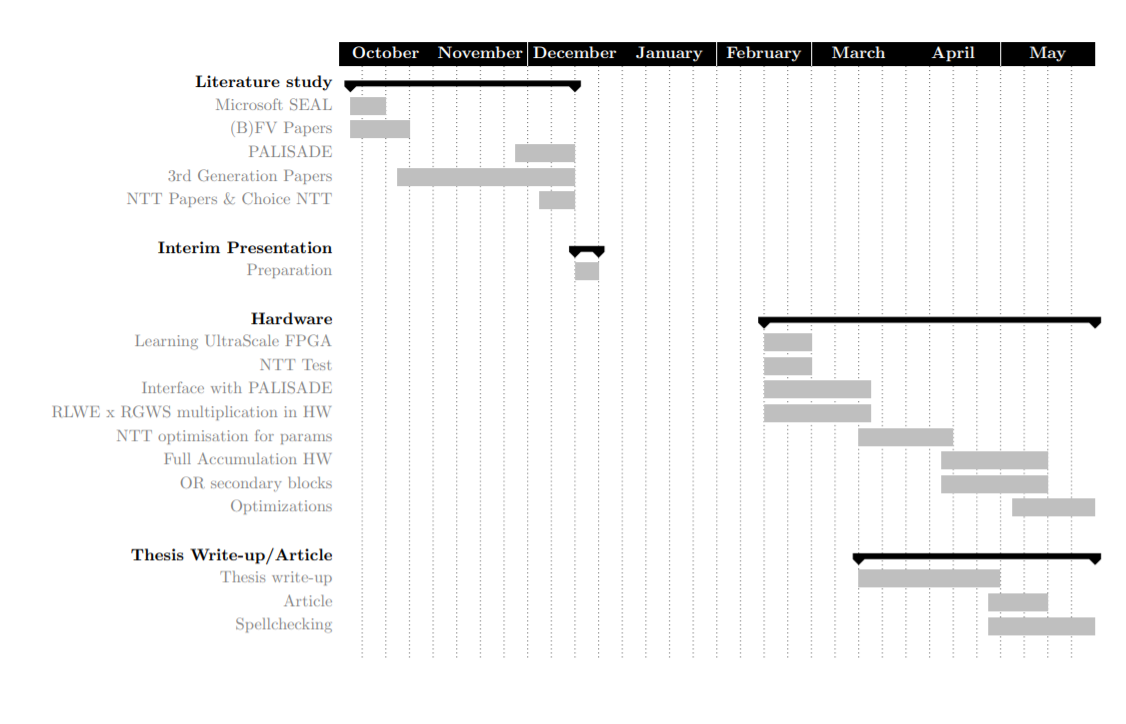 October November December January February March April May
Literature study
Microsoft SEAL
(B)FV Papers
PALISADE
3rd Generation Papers
NTT Papers & Choice NTT
Interim Presentation
Preparation
Hardware
Learning UltraScale FPGA
NTT Test
Interface with PALISADE
RLWE x RGWS multiplication in HW
NTT optimisation for params
Full Accumulation HW
OR secondary blocks
Optimizations
Thesis Write-up/Article
Thesis write-up
Article
Spellchecking